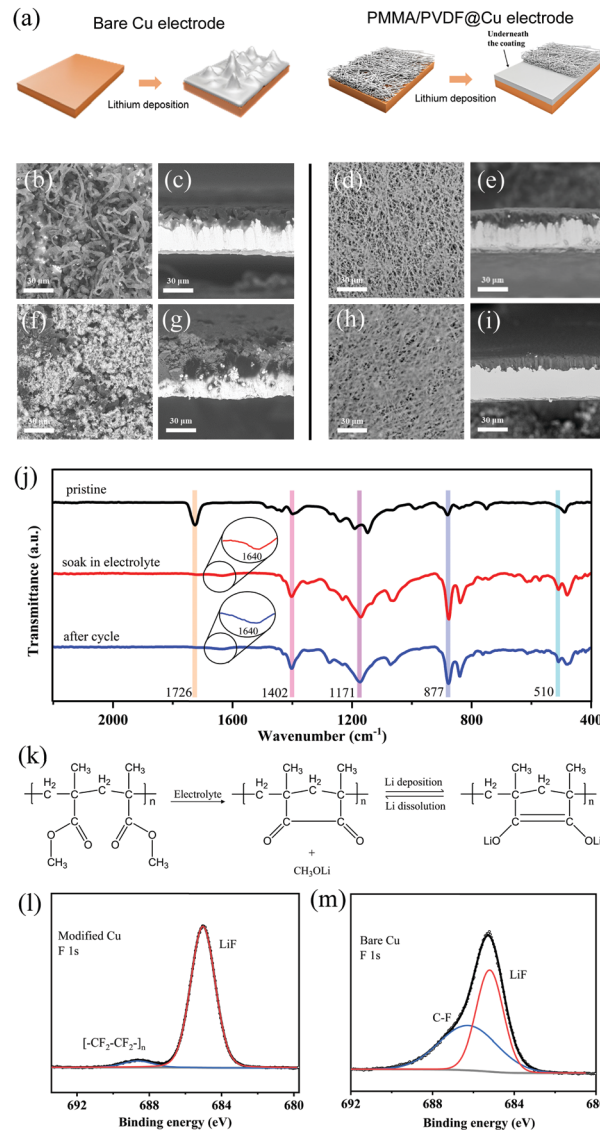 (a)
Bare Cu electrode
PMMA/PVDF@Cu electrode
Underneath
the coating
Lithium deposition
Lithium deposition
(b)
30 μm
(c)
30 μm
(d)
30 μm
(e)
30 μm
(f)
30 μm
(g)
30 μm
(h)
30 μm
(i)
30 μm
(j)
Transmittance (a.u.)
pristine
soak in electrolyte
after cycle
1640
1640
1726
1402
1171
877
510
2000
1600
1200
800
400
Wavenumber (cm-1)
(k)
H2
C
CH3
H2
C
CH3
n
O
O
O
O
CH3
CH3
Electrolyte
H2
C
CH3
H2
C
CH3
n
O
O
+
CH3OLi
Li deposition
Li dissolution
H2
C
CH3
H2
C
CH3
n
LiO
OLi
(l)
Modified Cu
F 1s
LiF
[-CF2-CF2-]n
692
688
684
680
Binding energy (eV)
(m)
Bare Cu
F 1s
LiF
C-F
692
688
684
680
Binding energy (eV)